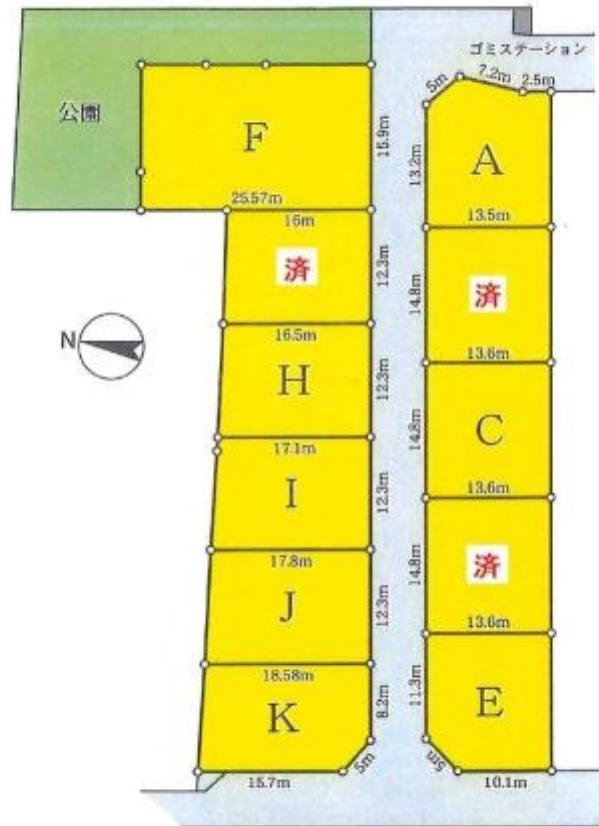 ゴミステーション
公園
F
15.9m
25.57m
5m
7.2m
2.5m
13.2m
A
13.5m
16m
済
12.3m
14.8m
済
13.6m
N
16.5m
H
12.3m
14.8m
C
13.6m
17.1m
I
12.3m
14.8m
済
13.6m
17.8m
J
12.3m
18.58m
K
8.2m
5m
15.7m
11.3m
E
5m
10.1m